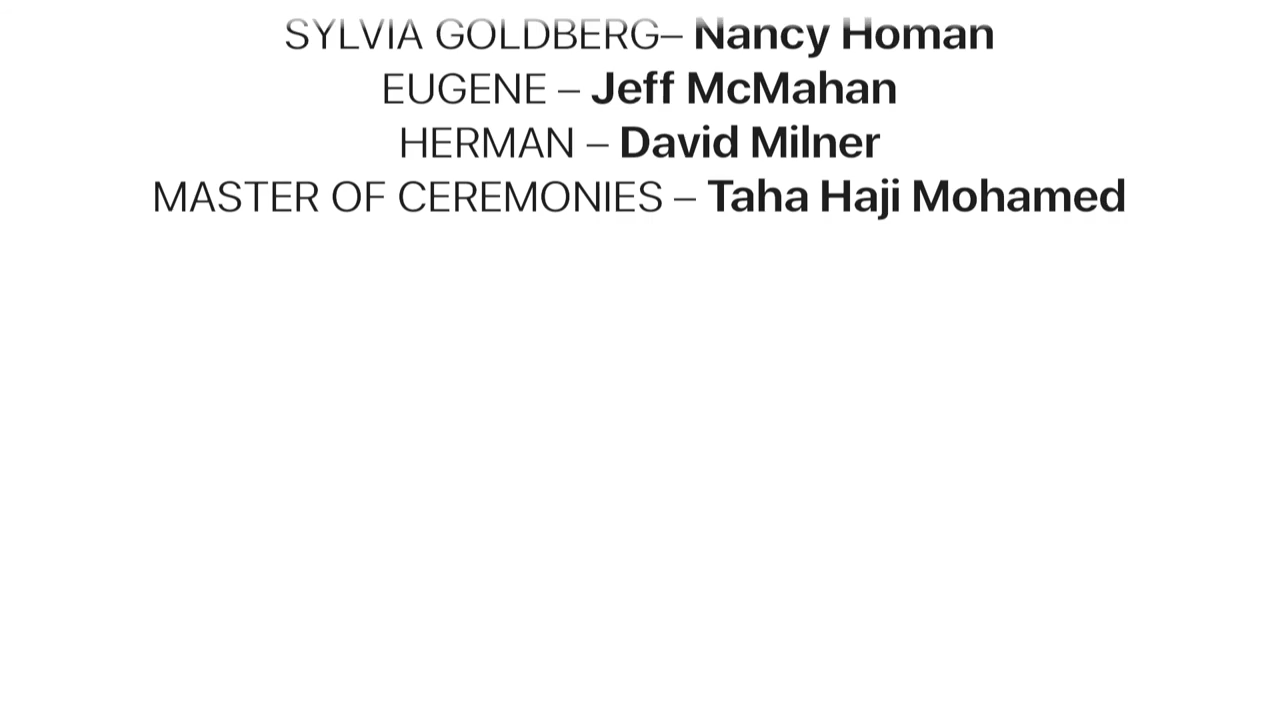 SYLVIA GOLDBERG– Nancy Homan
EUGENE – Jeff McMahan
HERMAN – David Milner
MASTER OF CEREMONIES – Taha Haji Mohamed